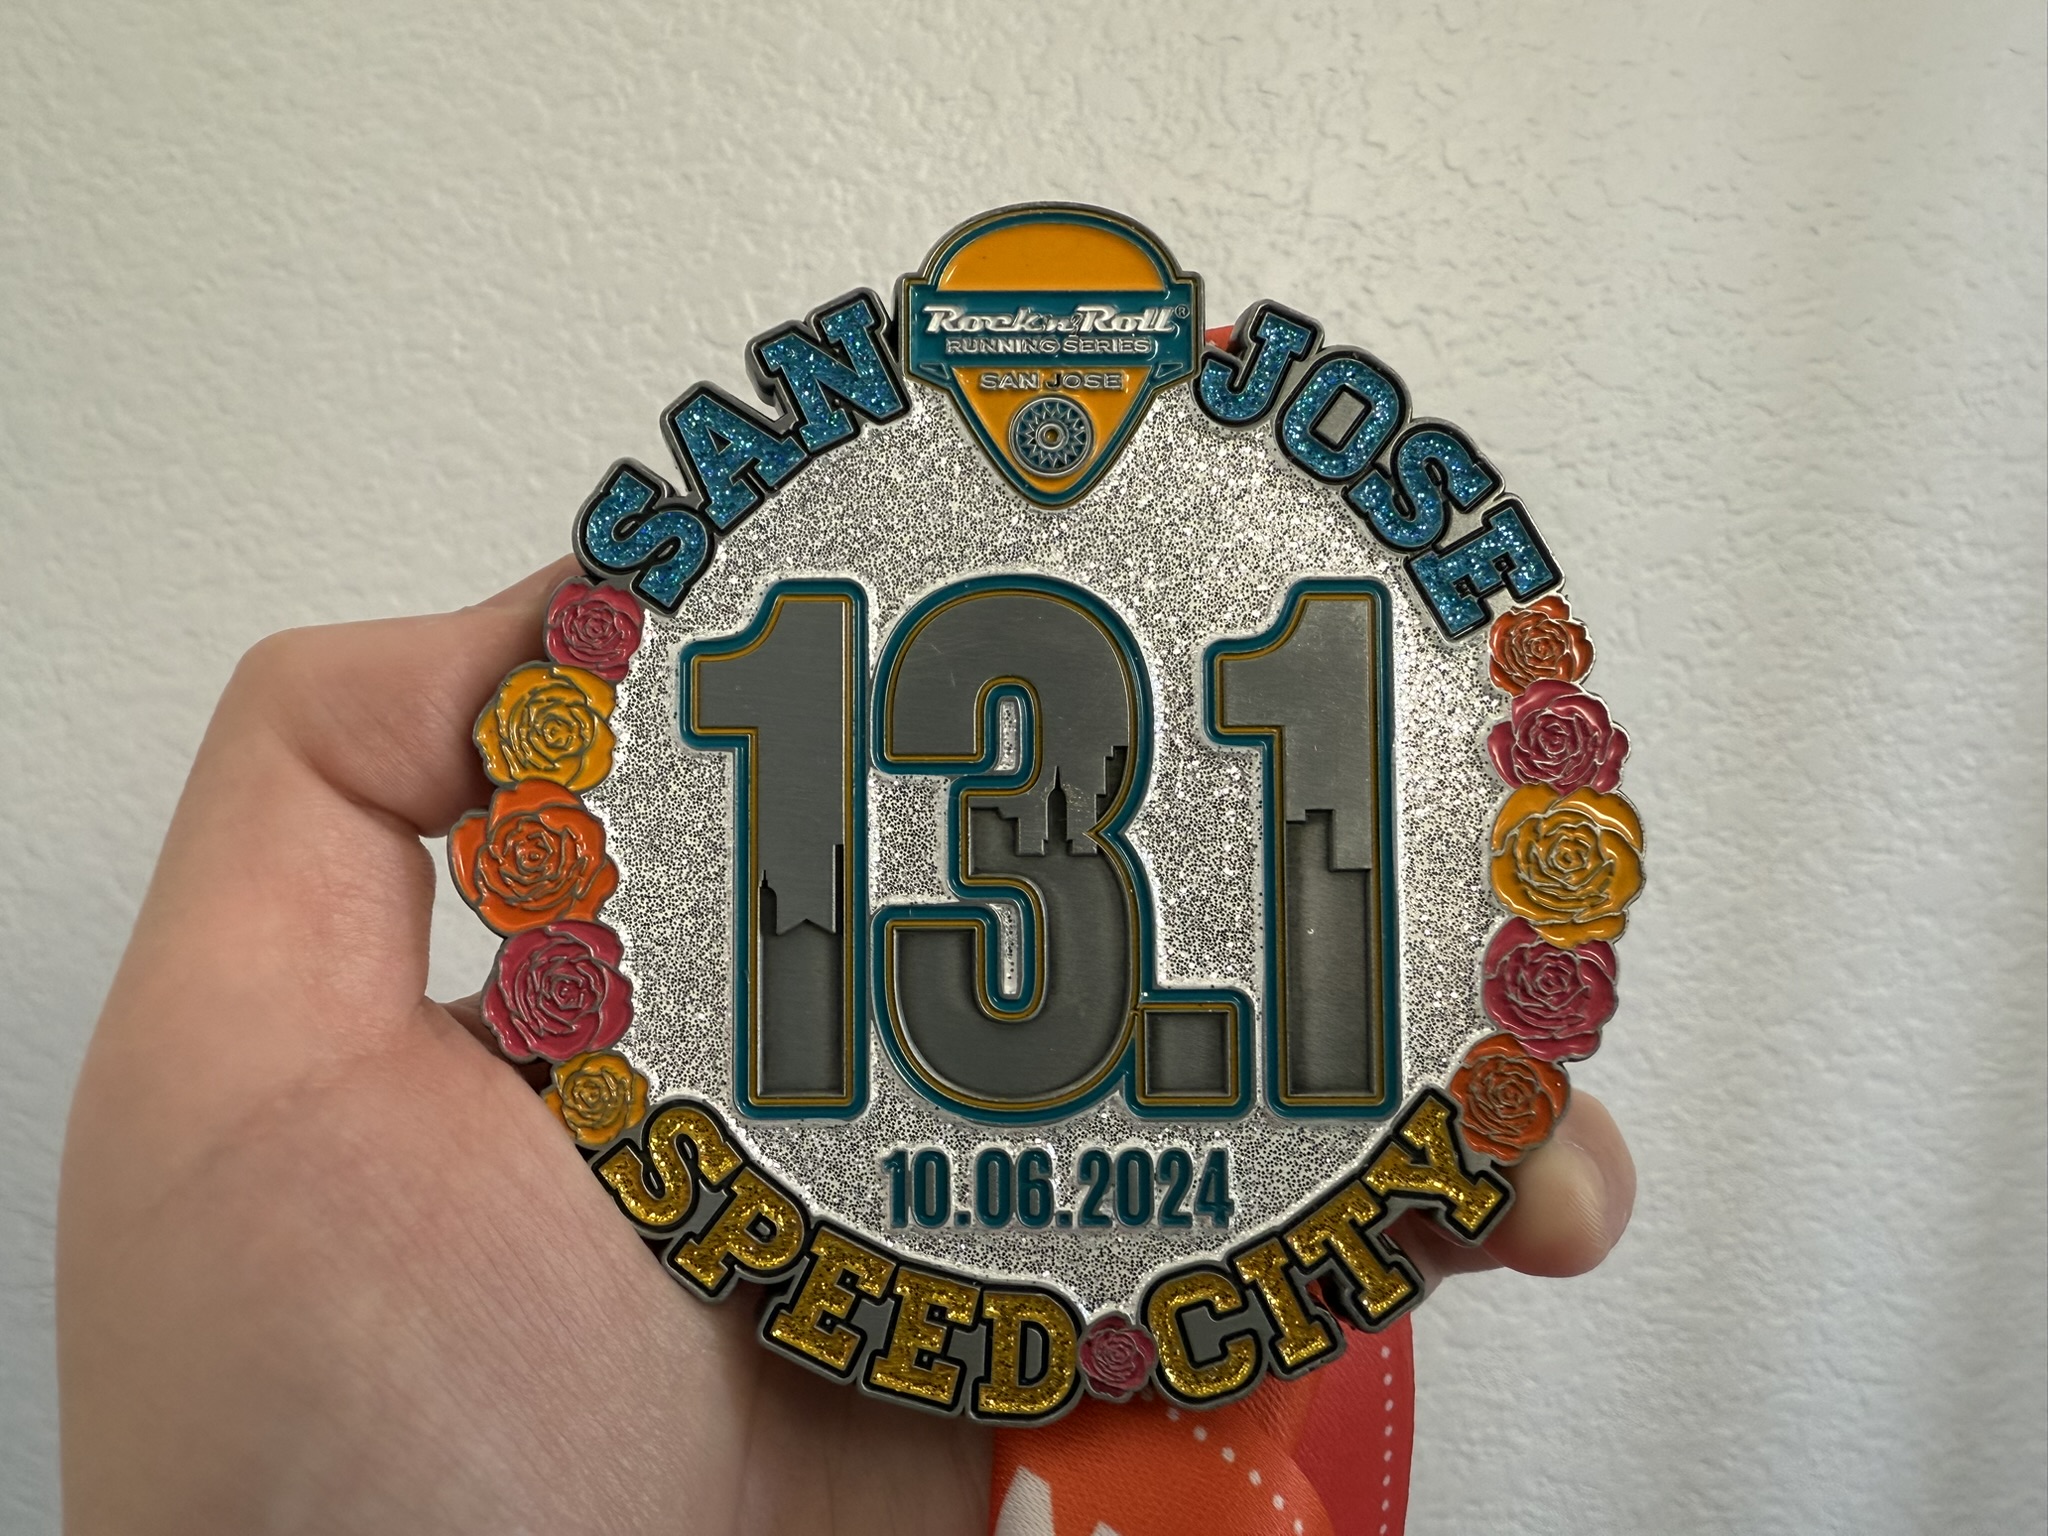 Rock'n'Roll®
RUNNING SERIES
SAN JOSE
SAN JOSE
13.1
10.06.2024
SPEED CITY